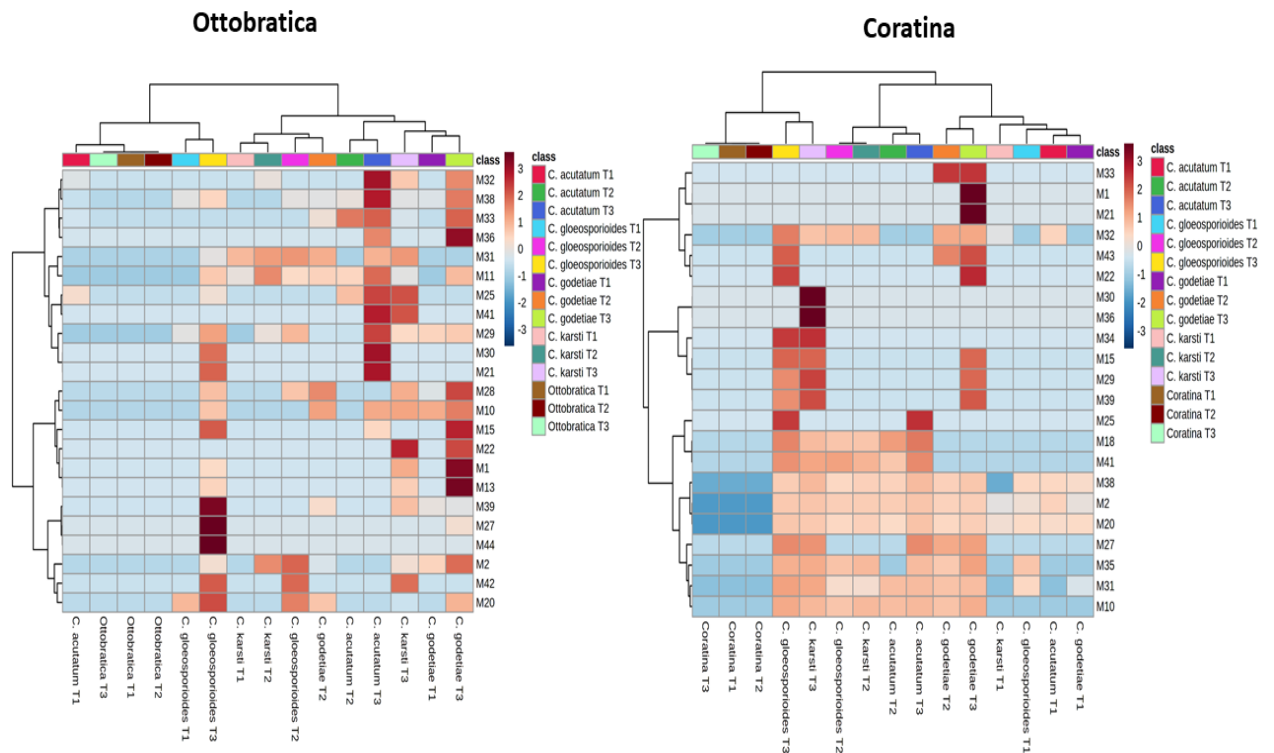 Ottobratica
Coratina
class
M32
M38
M33
M36
M31
M11
M25
M41
M29
M30
M21
M28
M10
M15
M22
M1
M13
M39
M27
M44
M2
M42
M20
3
2
1
0
-1
-2
-3
class
C. acutatum T1
C. acutatum T2
C. acutatum T3
C. gloeosporioides T1
C. gloeosporioides T2
C. gloeosporioides T3
C. godetiae T1
C. godetiae T2
C. godetiae T3
C. karsti T1
C. karsti T2
C. karsti T3
Ottobratica T1
Ottobratica T2
Ottobratica T3
C. acutatum T1
Ottobratica T3
Ottobratica T1
Ottobratica T2
C. gloeosporioides T1
C. gloeosporioides T3
C. karsti T1
C. karsti T2
C. gloeosporioides T2
C. godetiae T2
C. acutatum T2
C. acutatum T3
C. karsti T3
C. godetiae T1
C. godetiae T3
class
M33
M1
M21
M32
M43
M22
M30
M36
M34
M15
M29
M39
M25
M18
M41
M38
M2
M20
M27
M35
M31
M10
3
2
1
0
-1
-2
-3
class
C. acutatum T1
C. acutatum T2
C. acutatum T3
C. gloeosporioides T1
C. gloeosporioides T2
C. gloeosporioides T3
C. godetiae T1
C. godetiae T2
C. godetiae T3
C. karsti T1
C. karsti T2
C. karsti T3
Coratina T1
Coratina T2
Coratina T3
Coratina T3
Coratina T1
Coratina T2
C. gloeosporioides T3
C. karsti T3
C. gloeosporioides T2
C. karsti T2
C. acutatum T2
C. acutatum T3
C. godetiae T2
C. godetiae T3
C. karsti T1
C. gloeosporioides T1
C. acutatum T1
C. godetiae T1